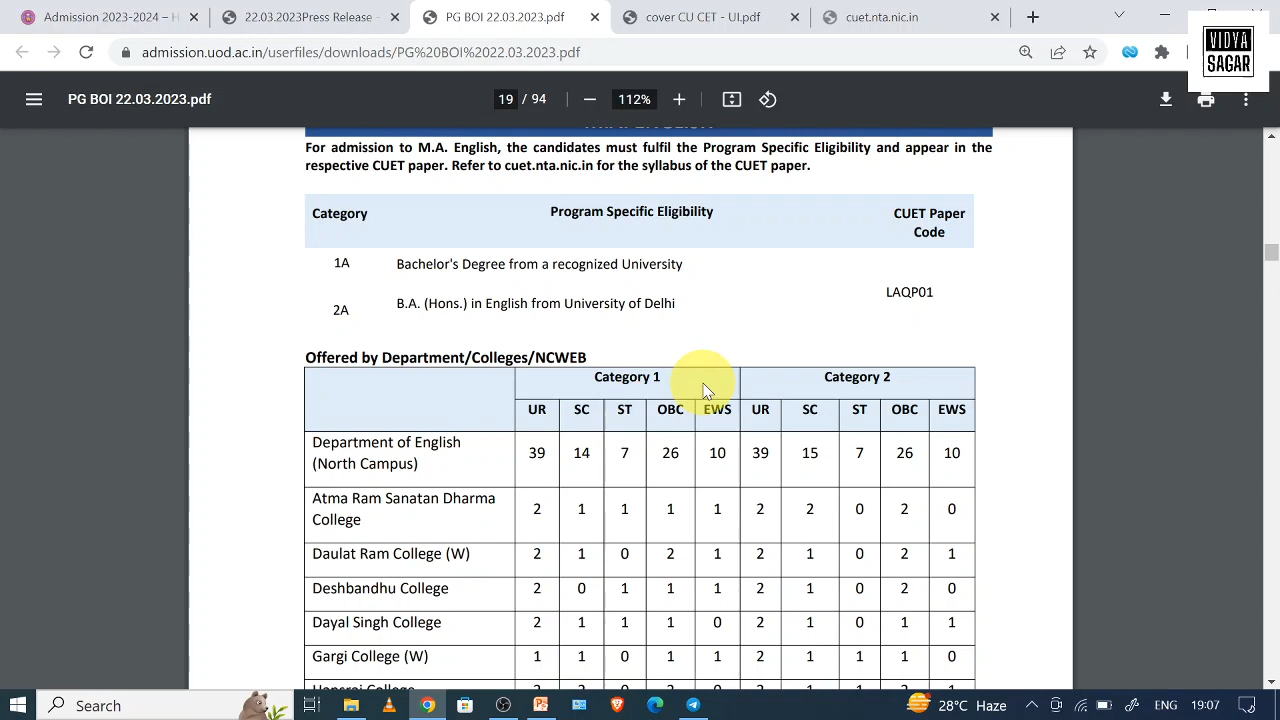 Admission 2023-2024 – H
22.03.2023Press Release -
PG BOI 22.03.2023.pdf
cover CU CET - UI.pdf
cuet.nta.nic.in
admission.uod.ac.in/userfiles/downloads/PG%20BOI%2022.03.2023.pdf
VIDYA
SAGAR
PG BOI 22.03.2023.pdf
19 / 94
112%
For admission to M.A. English, the candidates must fulfil the Program Specific Eligibility and appear in the
respective CUET paper. Refer to cuet.nta.nic.in for the syllabus of the CUET paper.
Category Program Specific Eligibility CUET Paper
Code
1A Bachelor's Degree from a recognized University
LAQP01
2A B.A. (Hons.) in English from University of Delhi
Offered by Department/Colleges/NCWEB
Category 1 Category 2
UR SC ST OBC EWS UR SC ST OBC EWS
Department of English
(North Campus) 39 14 7 26 10 39 15 7 26 10
Atma Ram Sanatan Dharma
College 2 1 1 1 1 2 2 0 2 0
Daulat Ram College (W) 2 1 0 2 1 2 1 0 2 1
Deshbandhu College 2 0 1 1 1 2 1 0 2 0
Dayal Singh College 2 1 1 1 0 2 1 0 1 1
Gargi College (W) 1 1 0 1 1 2 1 1 1 0
Search
28°C Haze
ENG
19:07